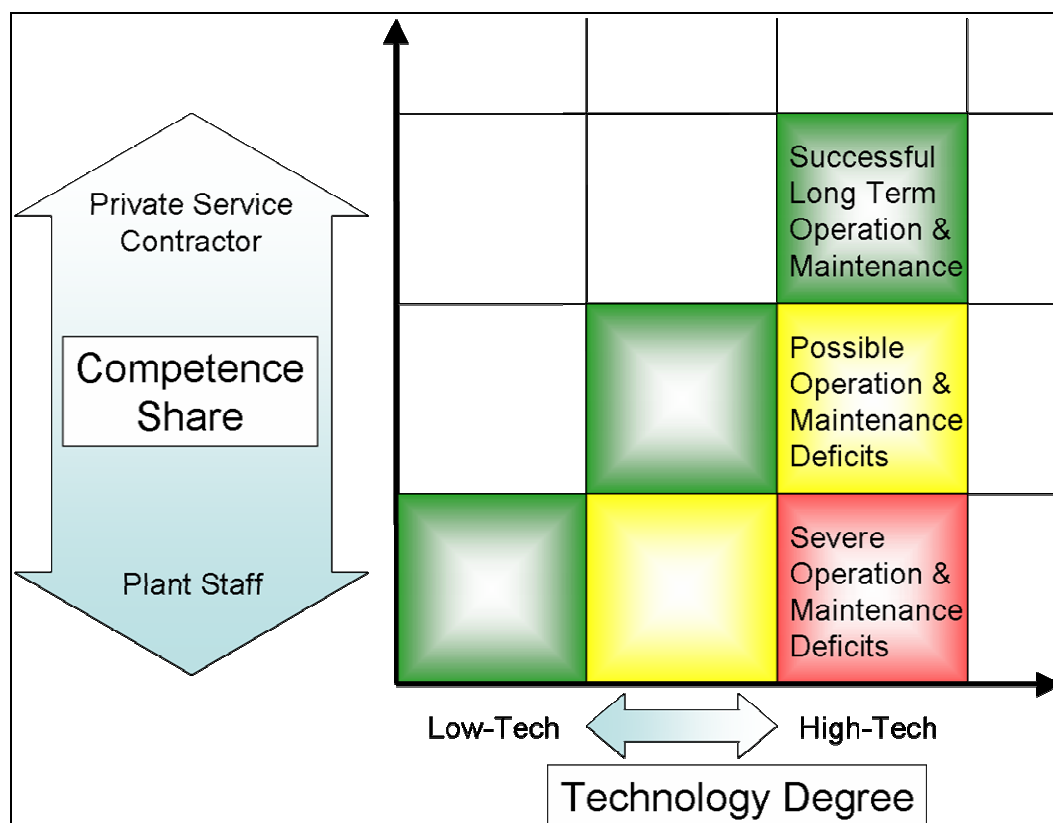 Private Service
Contractor
Competence
Share
Plant Staff
Successful
Long Term
Operation &
Maintenance
Possible
Operation &
Maintenance
Deficits
Severe
Operation &
Maintenance
Deficits
Low-Tech
High-Tech
Technology Degree